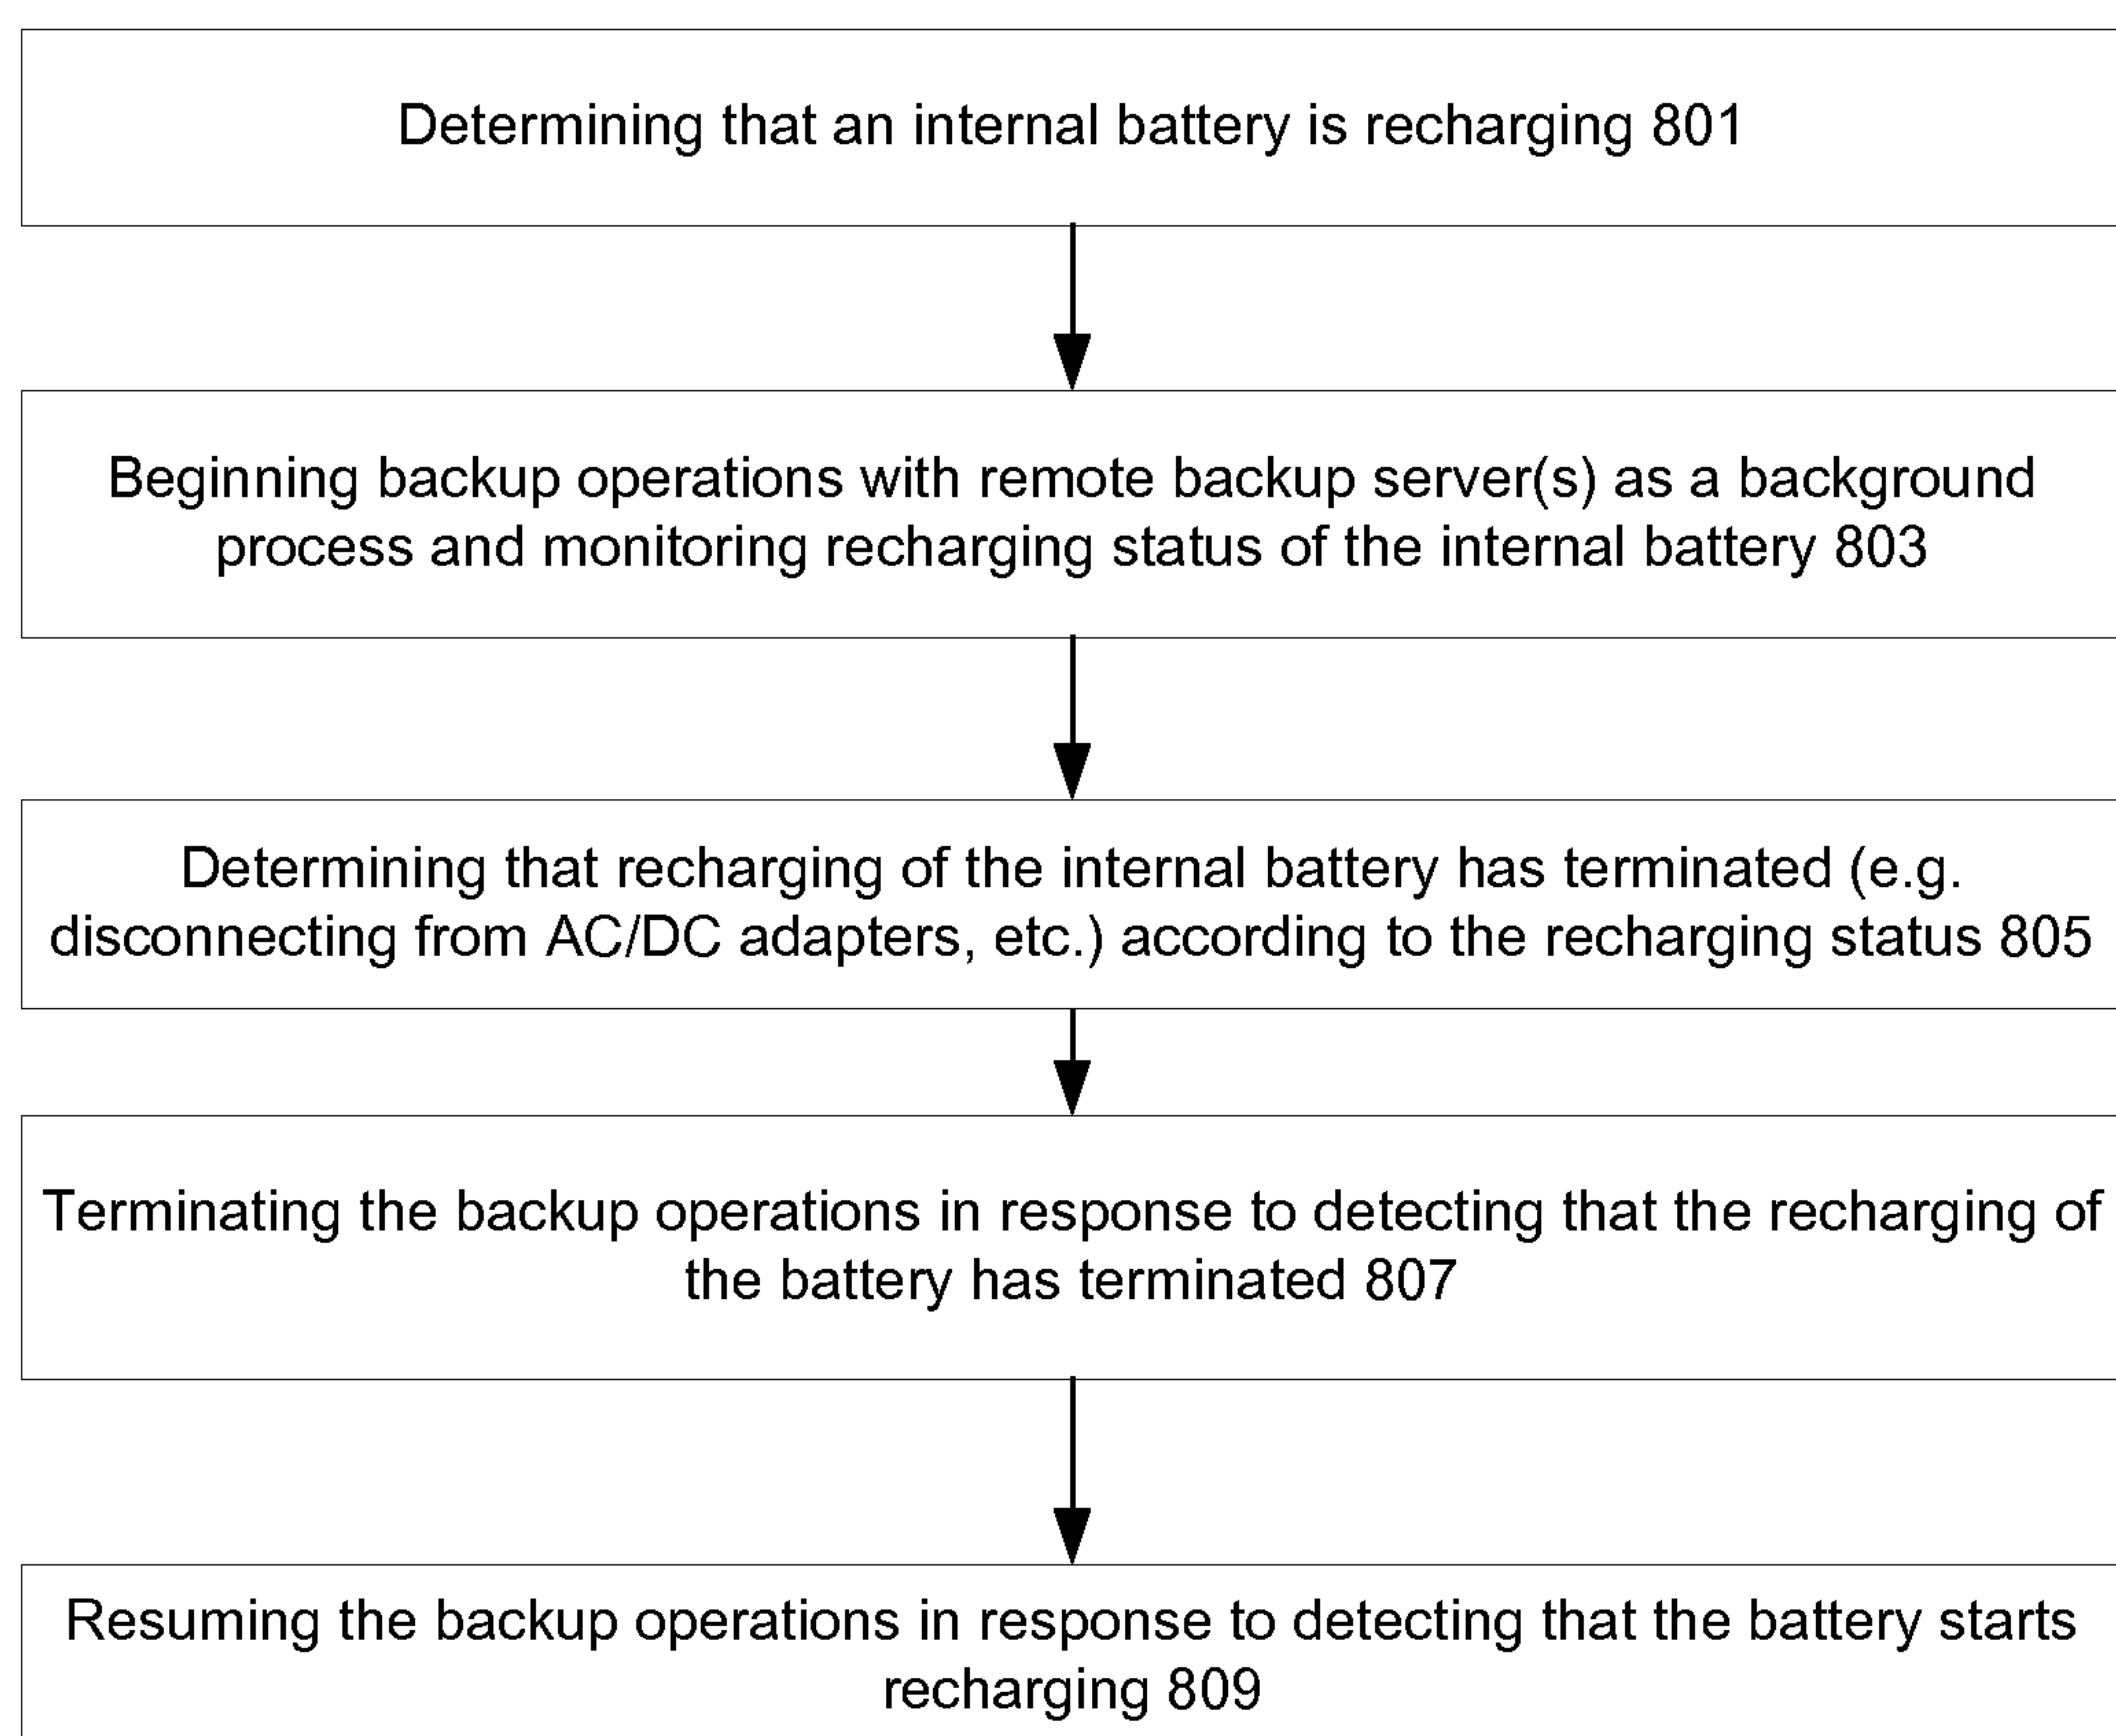 Determining that an internal battery is recharging 801
Beginning backup operations with remote backup server(s) as a background
process and monitoring recharging status of the internal battery 803
Determining that recharging of the internal battery has terminated (e.g.
disconnecting from AC/DC adapters, etc.) according to the recharging status 805
Terminating the backup operations in response to detecting that the recharging of
the battery has terminated 807
Resuming the backup operations in response to detecting that the battery starts
recharging 809